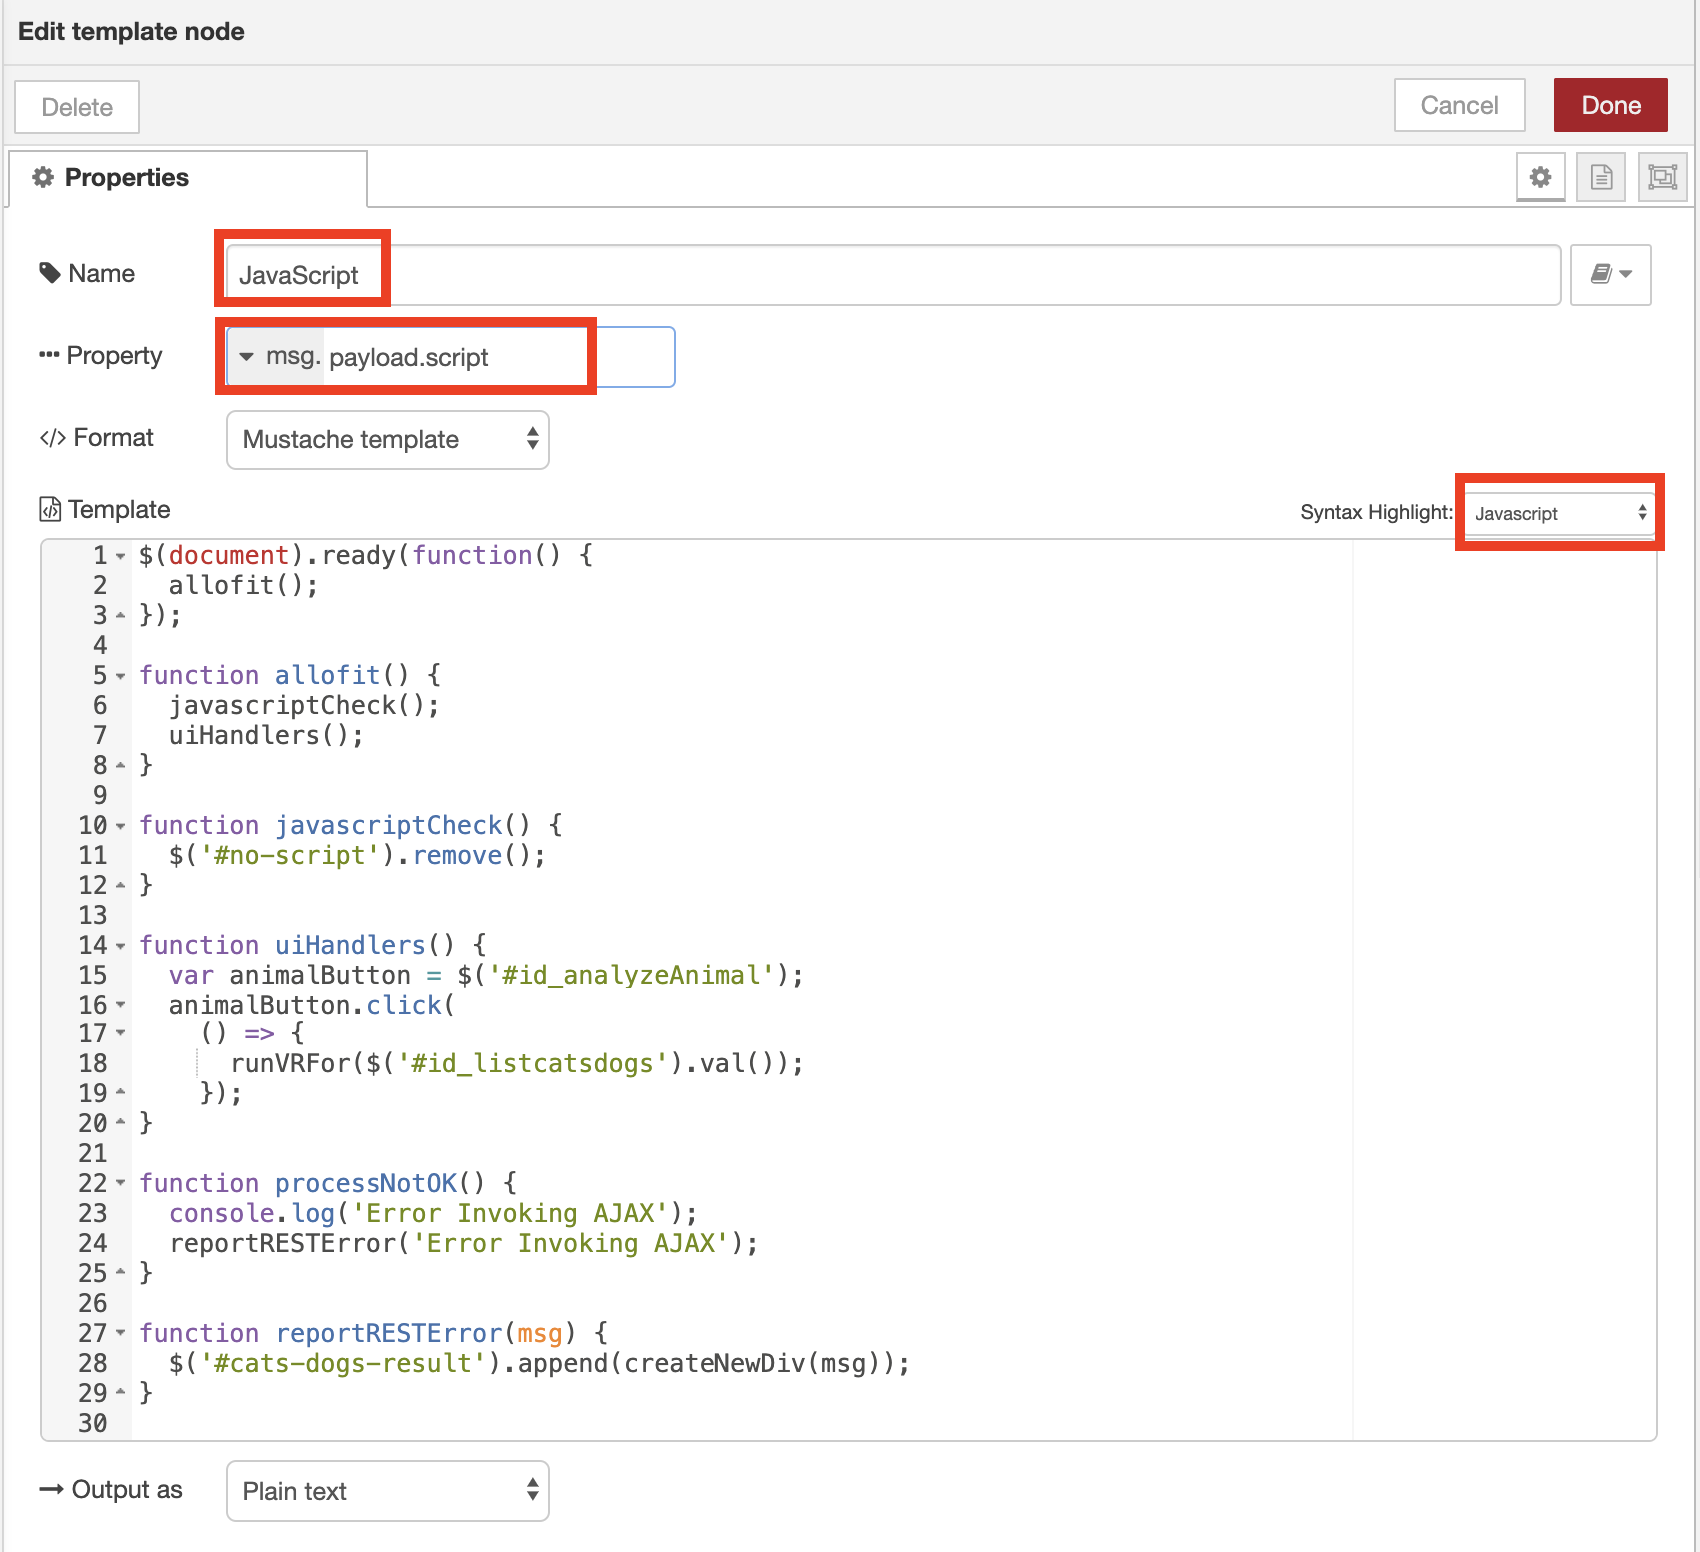 Edit template node
Delete
Cancel
Done
Properties
Name
JavaScript
Property
msg. payload.script
Format
Mustache template
Template
Syntax Highlight: Javascript
1 $(document).ready(function() {
2   allofit();
3 });
4
5 function allofit() {
6   javascriptCheck();
7   uiHandlers();
8 }
9
10 function javascriptCheck() {
11   $('#no-script').remove();
12 }
13
14 function uiHandlers() {
15   var animalButton = $('#id_analyzeAnimal');
16   animalButton.click(
17     () => {
18       runVRFor($('#id_listcatsdogs').val());
19     });
20 }
21
22 function processNotOK() {
23   console.log('Error Invoking AJAX');
24   reportRESTError('Error Invoking AJAX');
25 }
26
27 function reportRESTError(msg) {
28   $('#cats-dogs-result').append(createNewDiv(msg));
29 }
30
Output as
Plain text